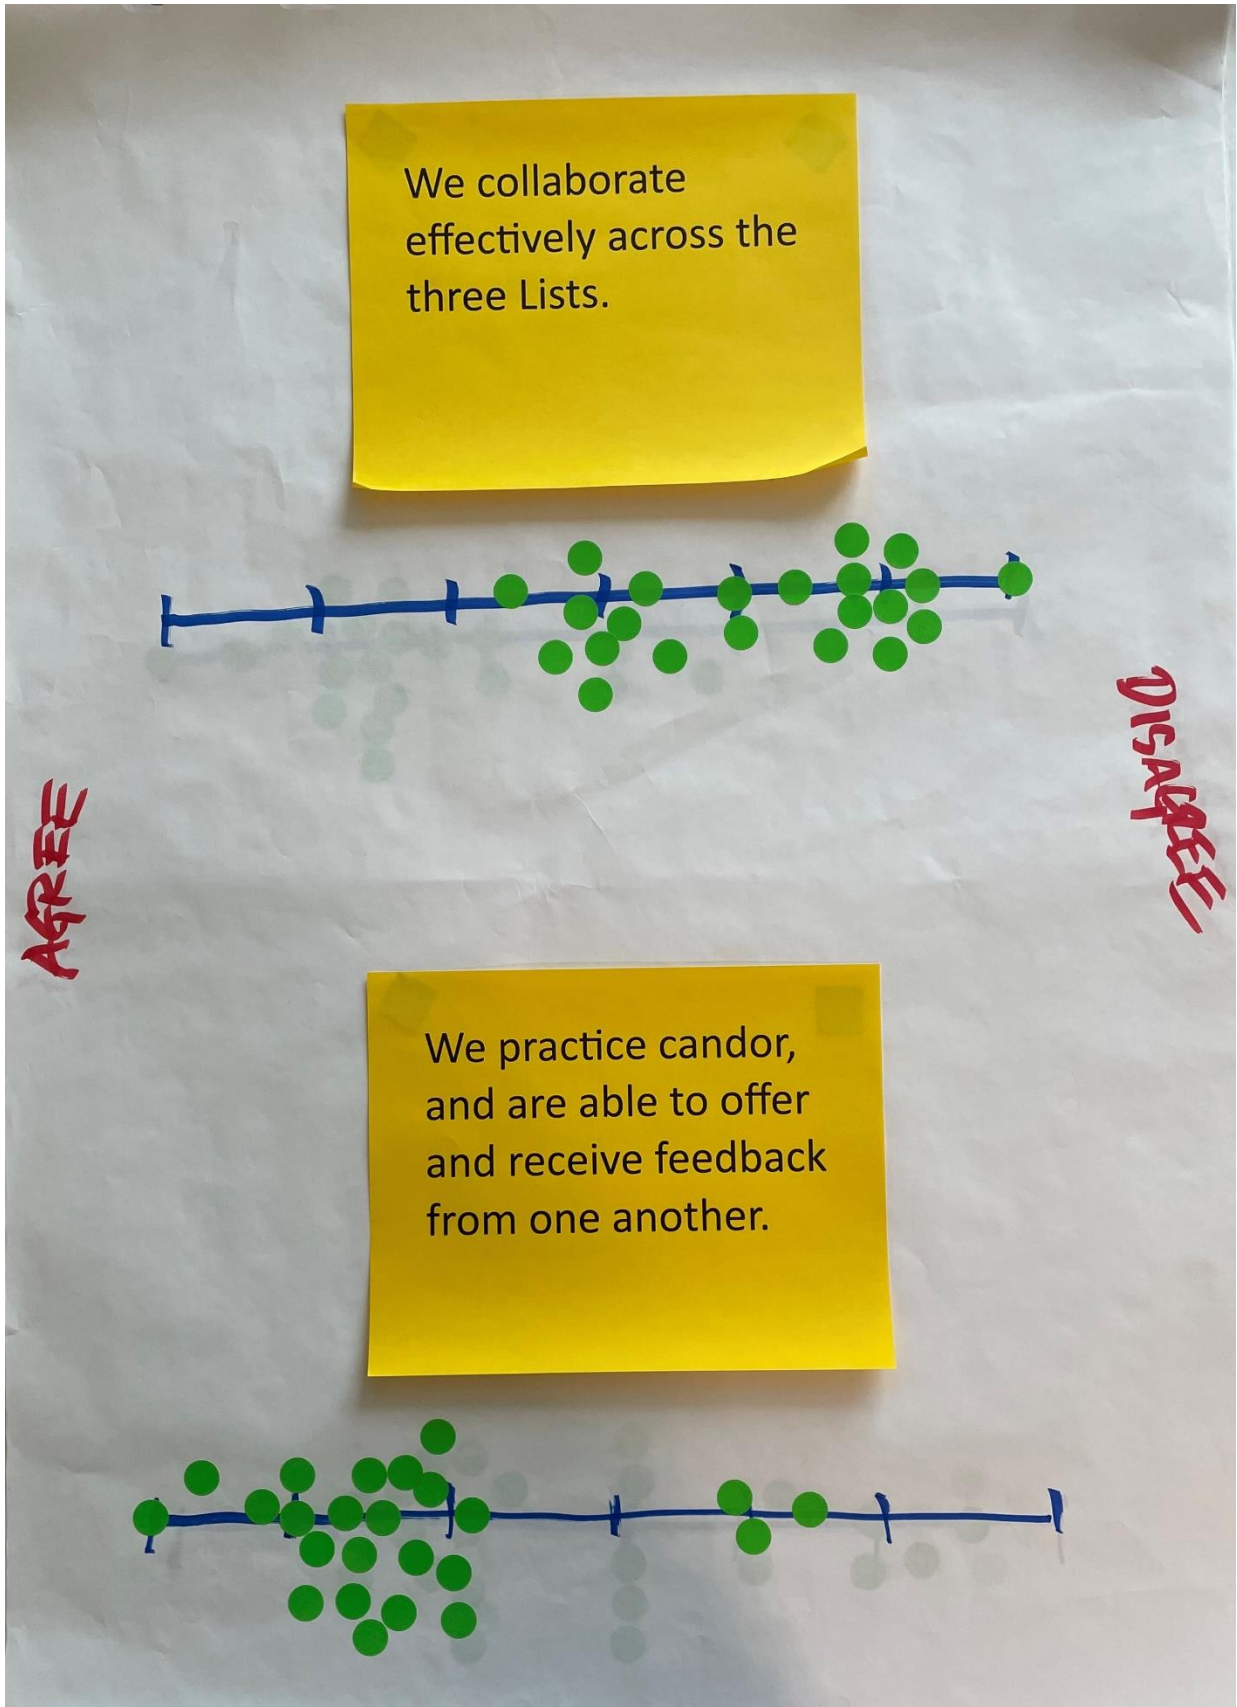 We collaborate
effectively across the
three Lists.
DISAGREE
AGREE
We practice candor,
and are able to offer
and receive feedback
from one another.